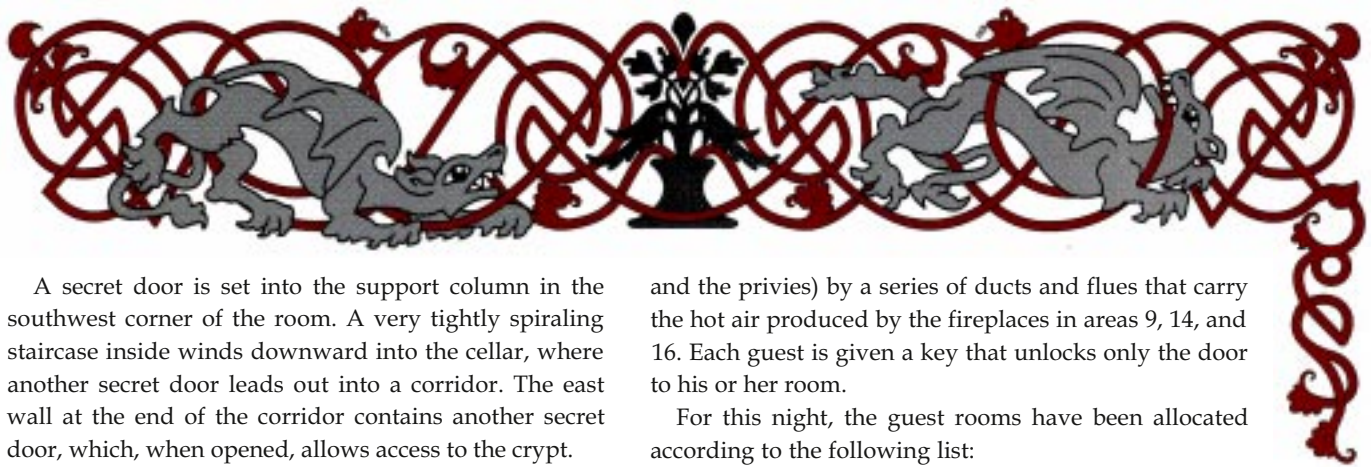 A secret door is set into the support column in the
southwest corner of the room. A very tightly spiraling
staircase inside winds downward into the cellar, where
another secret door leads out into a corridor. The east
wall at the end of the corridor contains another secret
door, which, when opened, allows access to the crypt.
and the privies) by a series of ducts and flues that carry
the hot air produced by the fireplaces in areas 9, 14, and
16. Each guest is given a key that unlocks only the door
to his or her room.
For this night, the guest rooms have been allocated
according to the following list: